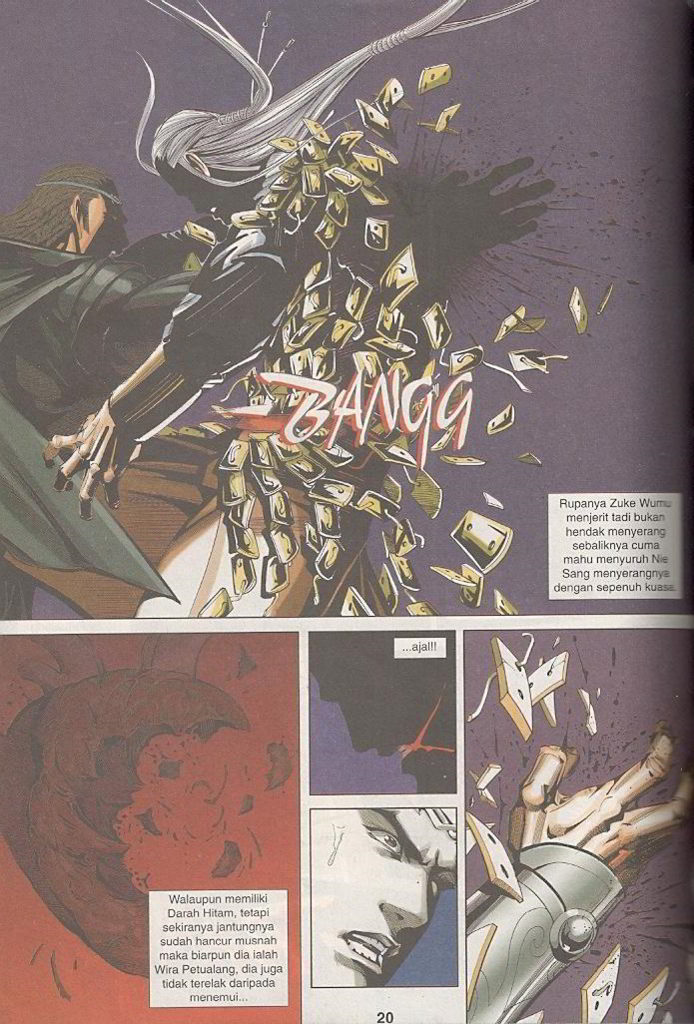 BANGG
Rupanya Zuke Wumu
menjerit tadi bukan
hendak menyerang
sebaliknya cuma
mahu menyuruh Nie
Sang menyerangnya
dengan sepenuh kuasa.
...ajal!!
Walaupun memiliki
Darah Hitam, tetapi
sekiranya jantungnya
sudah hancur musnah
maka biarpun dia ialah
Wira Petualang, dia juga
tidak terelak daripada
menemui...
20